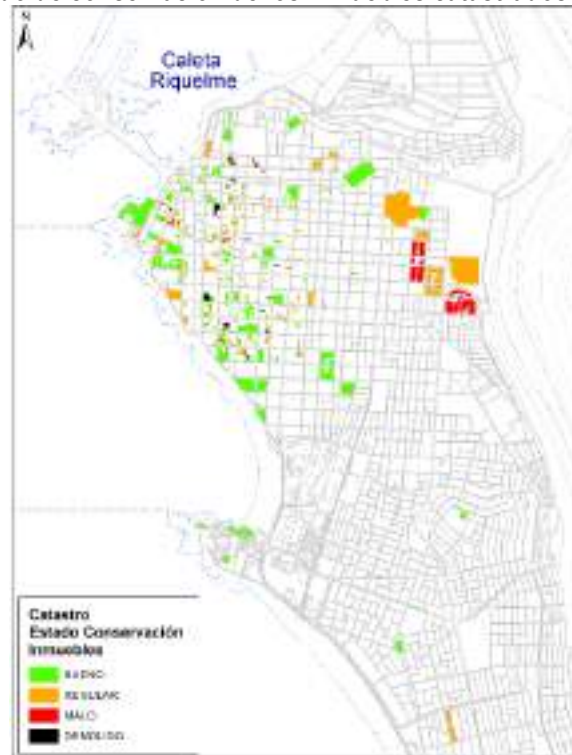 N
Caleta
Riquelme
Catastro
Estado Conservación
Inmuebles
BUENO
REGULAR
MALO
DEMOLIDO